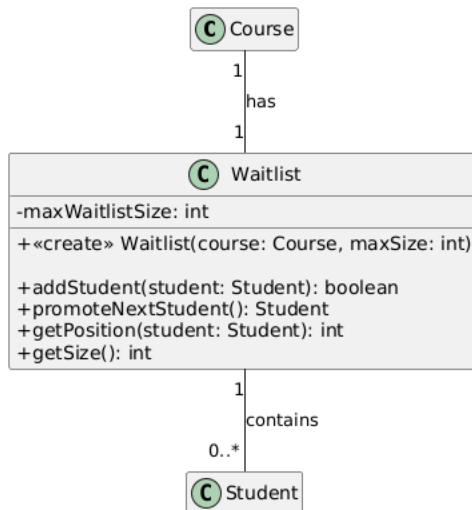 C Course
1
has
1
C Waitlist
-maxWaitlistSize: int
+«create» Waitlist(course: Course, maxSize: int)
+addStudent(student: Student): boolean
+promoteNextStudent(): Student
+getPosition(student: Student): int
+getSize(): int
1
contains
0..*
C Student